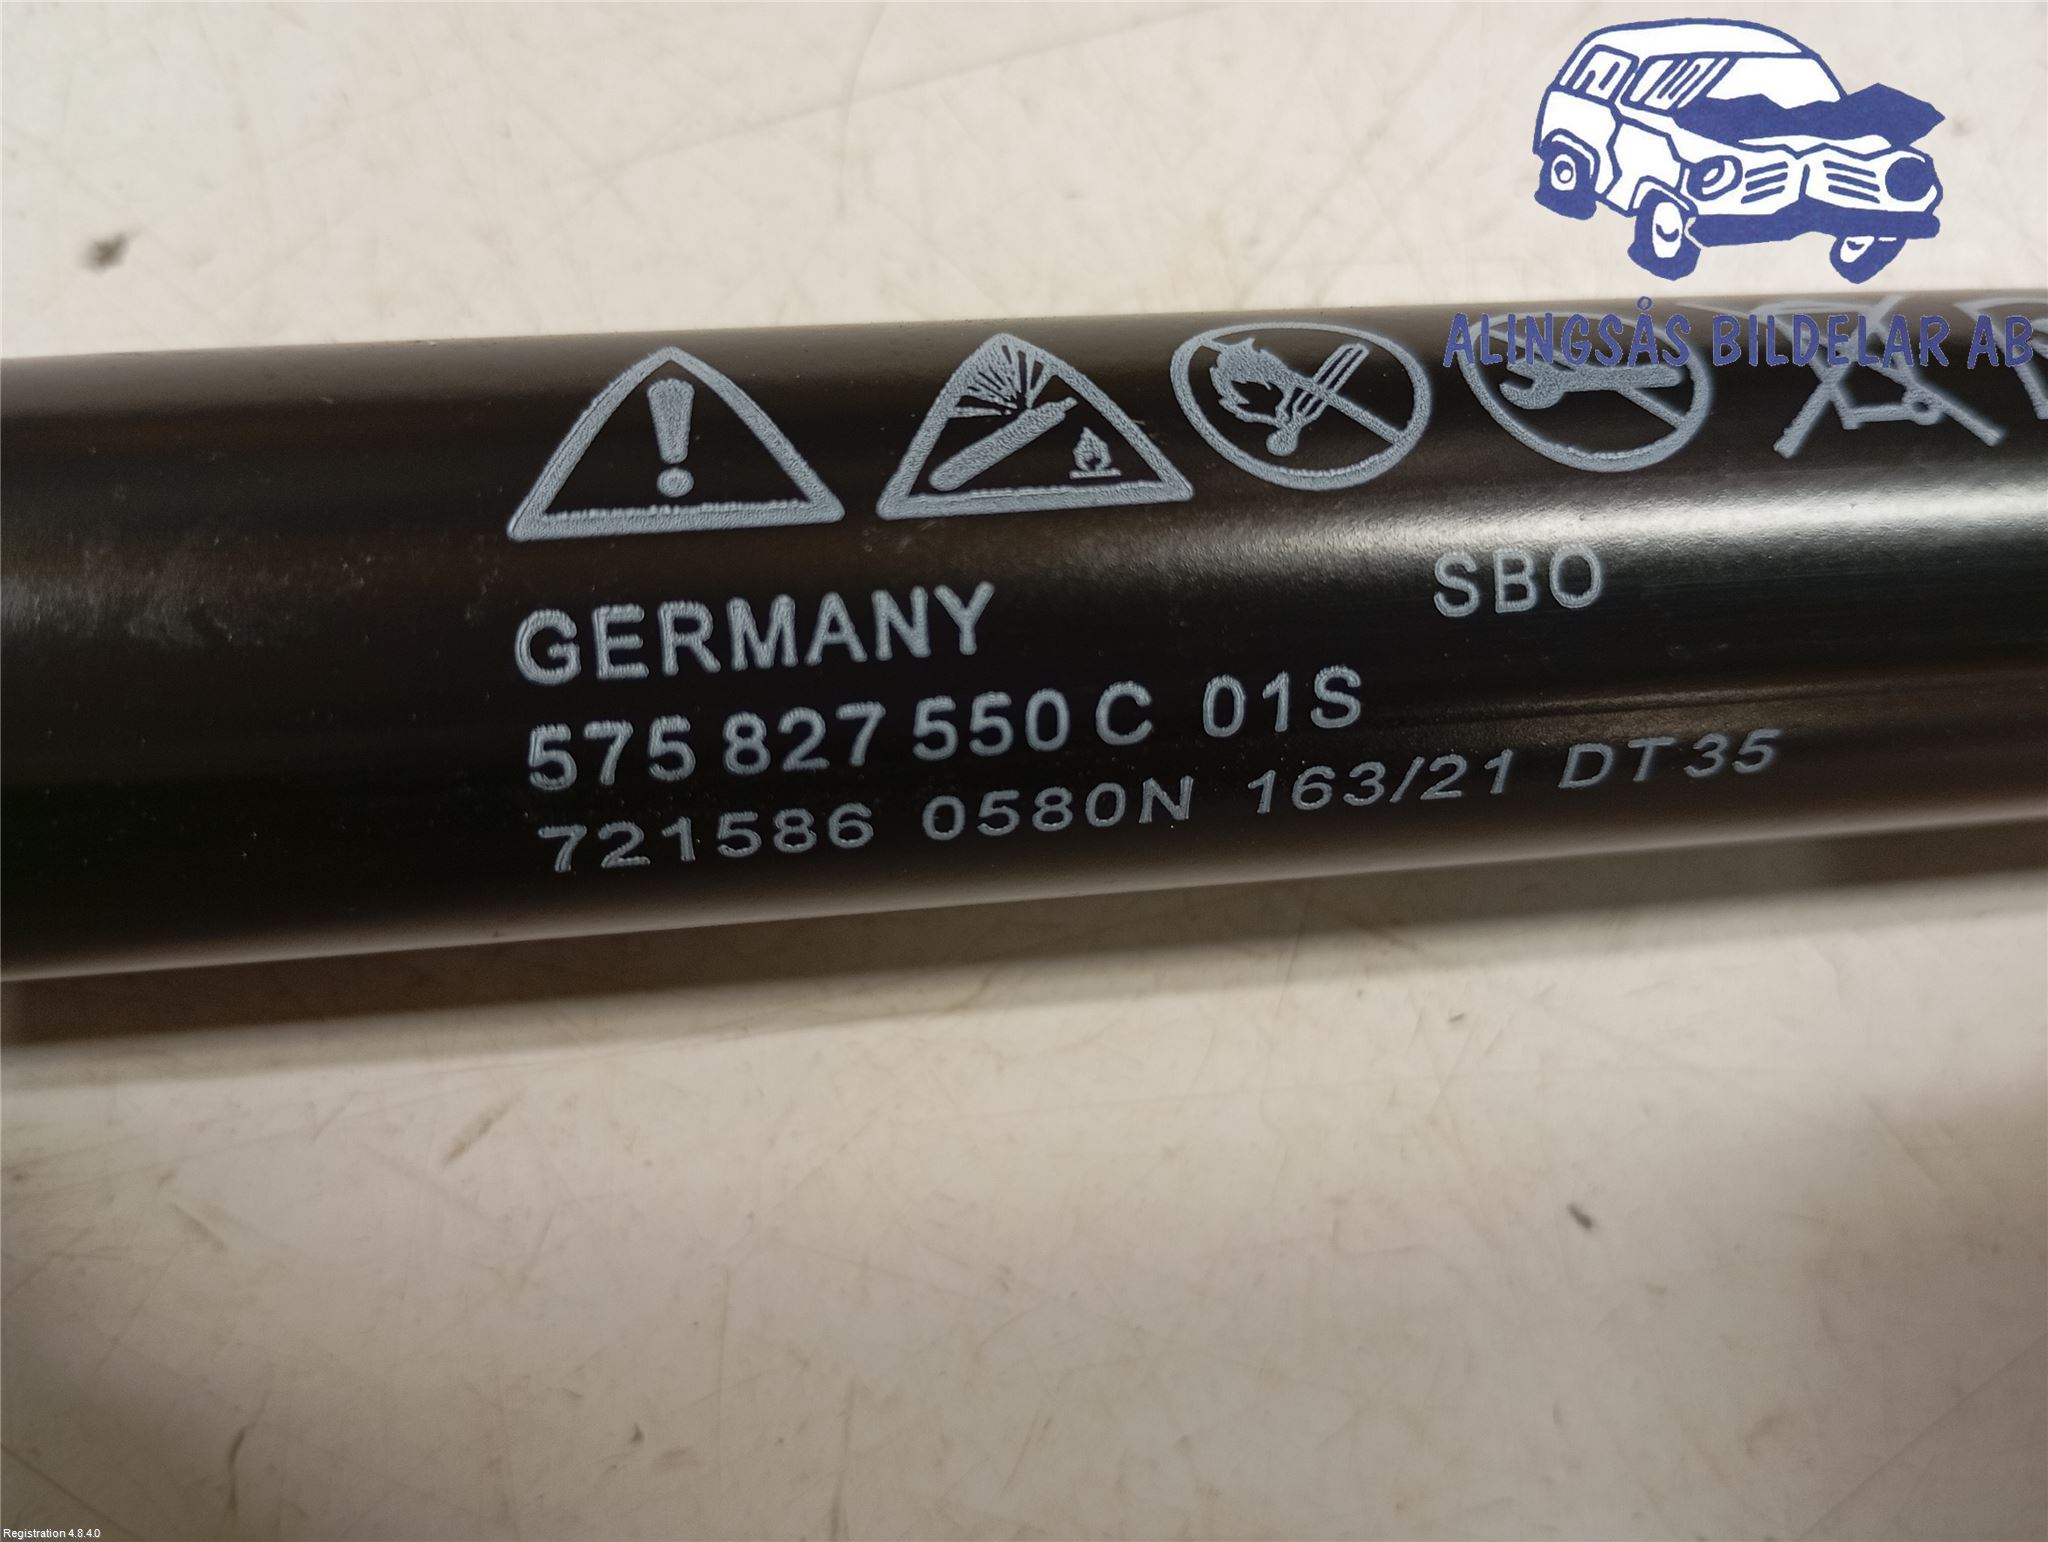 ALINGSÅS BILDELAR AB
GERMANY
SBO
575 827 550 C 01S
721586 0580N 163/21 DT35
Registration 4.8.4.0